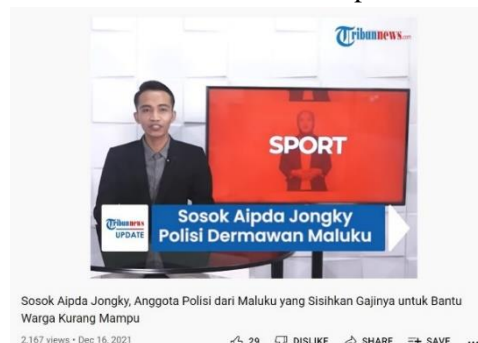 Tribunnews.com
SPORT
Tribunnews
UPDATE
Sosok Aipda Jongky
Polisi Dermawan Maluku
Sosok Aipda Jongky, Anggota Polisi dari Maluku yang Sisihkan Gajinya untuk Bantu
Warga Kurang Mampu
2,167 views • Dec 16, 2021 29 DISLIKE SHARE SAVE ...